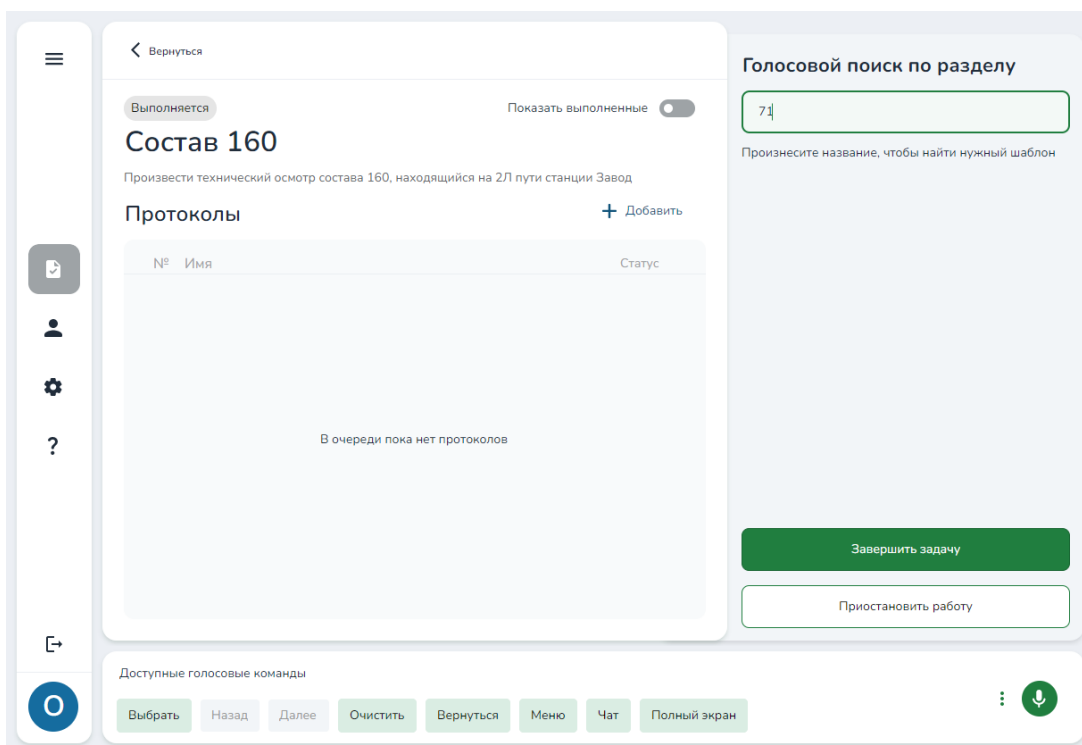 Вернуться
Выполняется
Показать выполненные
Состав 160
Произвести технический осмотр состава 160, находящийся на 2Л пути станции Завод
Протоколы
Добавить
№ Имя Статус
В очереди пока нет протоколов
Голосовой поиск по разделу
71
Произнесите название, чтобы найти нужный шаблон
Завершить задачу
Приостановить работу
?
О
Доступные голосовые команды
Выбрать Назад Далее Очистить Вернуться Меню Чат Полный экран